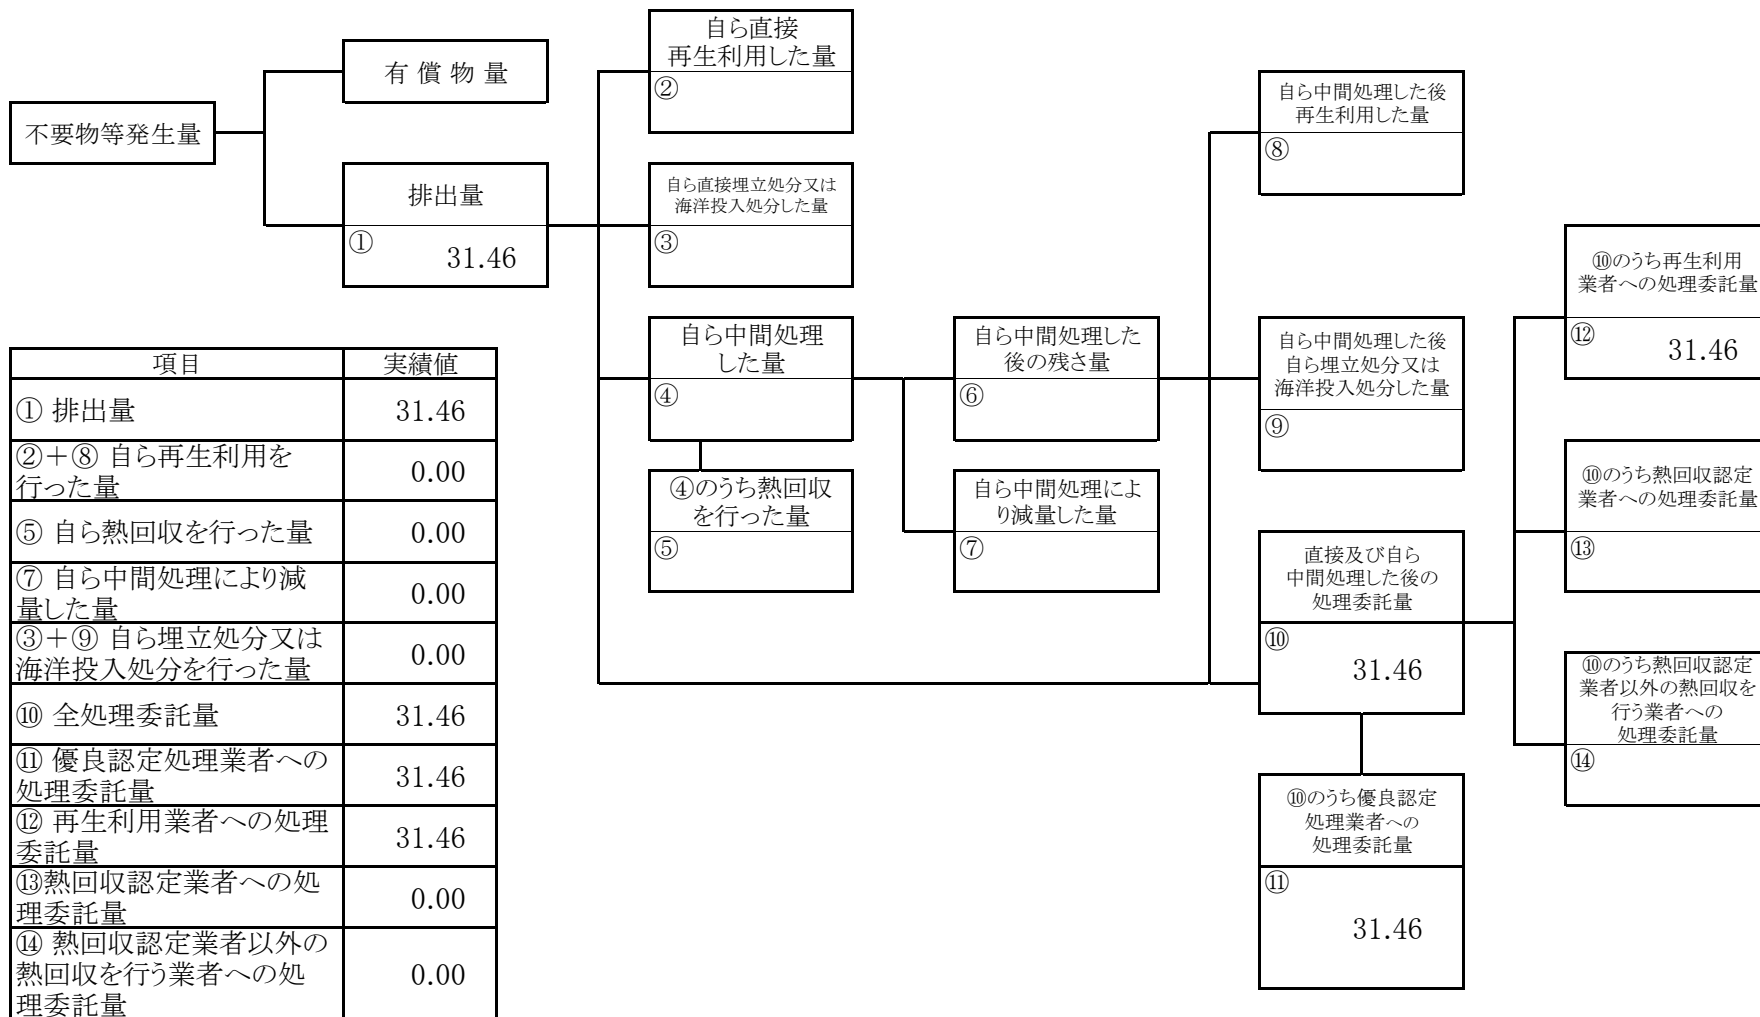 自ら直接
再生利用した量
②
有 償 物 量
不要物等発生量
排出量
①
31.46
自ら直接埋立処分又は
海洋投入処分した量
③
自ら中間処理した後
再生利用した量
⑧
自ら中間処理
した量
④
自ら中間処理した
後の残さ量
⑥
自ら中間処理した後
自ら埋立処分又は
海洋投入処分した量
⑨
④のうち熱回収
を行った量
⑤
自ら中間処理によ
り減量した量
⑦
直接及び自ら
中間処理した後の
処理委託量
⑩
31.46
⑩のうち優良認定
処理業者への
処理委託量
⑪
31.46
⑩のうち再生利用
業者への処理委託量
⑫
31.46
⑩のうち熱回収認定
業者への処理委託量
⑬
⑩のうち熱回収認定
業者以外の熱回収を
行う業者への
処理委託量
⑭
項目 実績値
① 排出量 31.46
②＋⑧ 自ら再生利用を
行った量 0.00
⑤ 自ら熱回収を行った量 0.00
⑦ 自ら中間処理により減
量した量 0.00
③＋⑨ 自ら埋立処分又は
海洋投入処分を行った量 0.00
⑩ 全処理委託量 31.46
⑪ 優良認定処理業者への
処理委託量 31.46
⑫ 再生利用業者への処理
委託量 31.46
⑬熱回収認定業者への処
理委託量 0.00
⑭ 熱回収認定業者以外の
熱回収を行う業者への処
理委託量 0.00